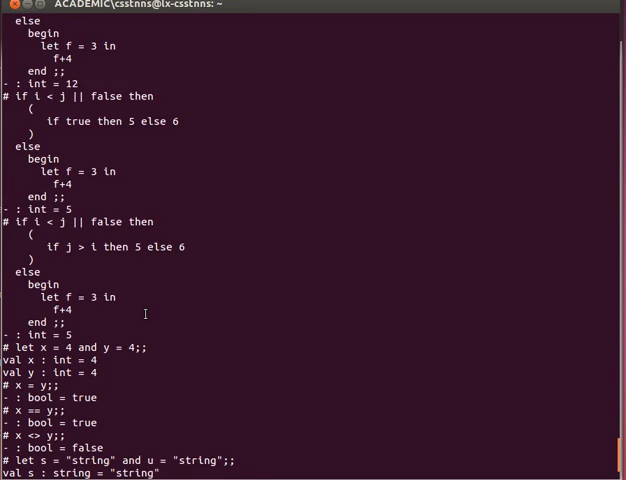 ACADEMIC\csstnns@lx-csstnns: ~
else
begin
let f = 3 in
f+4
end ;;
- : int = 12
# if i < j || false then
(
if true then 5 else 6
)
else
begin
let f = 3 in
f+4
end ;;
- : int = 5
# if i < j || false then
(
if j > i then 5 else 6
)
else
begin
let f = 3 in
f+4
end ;;
- : int = 5
# let x = 4 and y = 4;;
val x : int = 4
val y : int = 4
# x = y;;
- : bool = true
# x == y;;
- : bool = true
# x <> y;;
- : bool = false
# let s = "string" and u = "string";;
val s : string = "string"